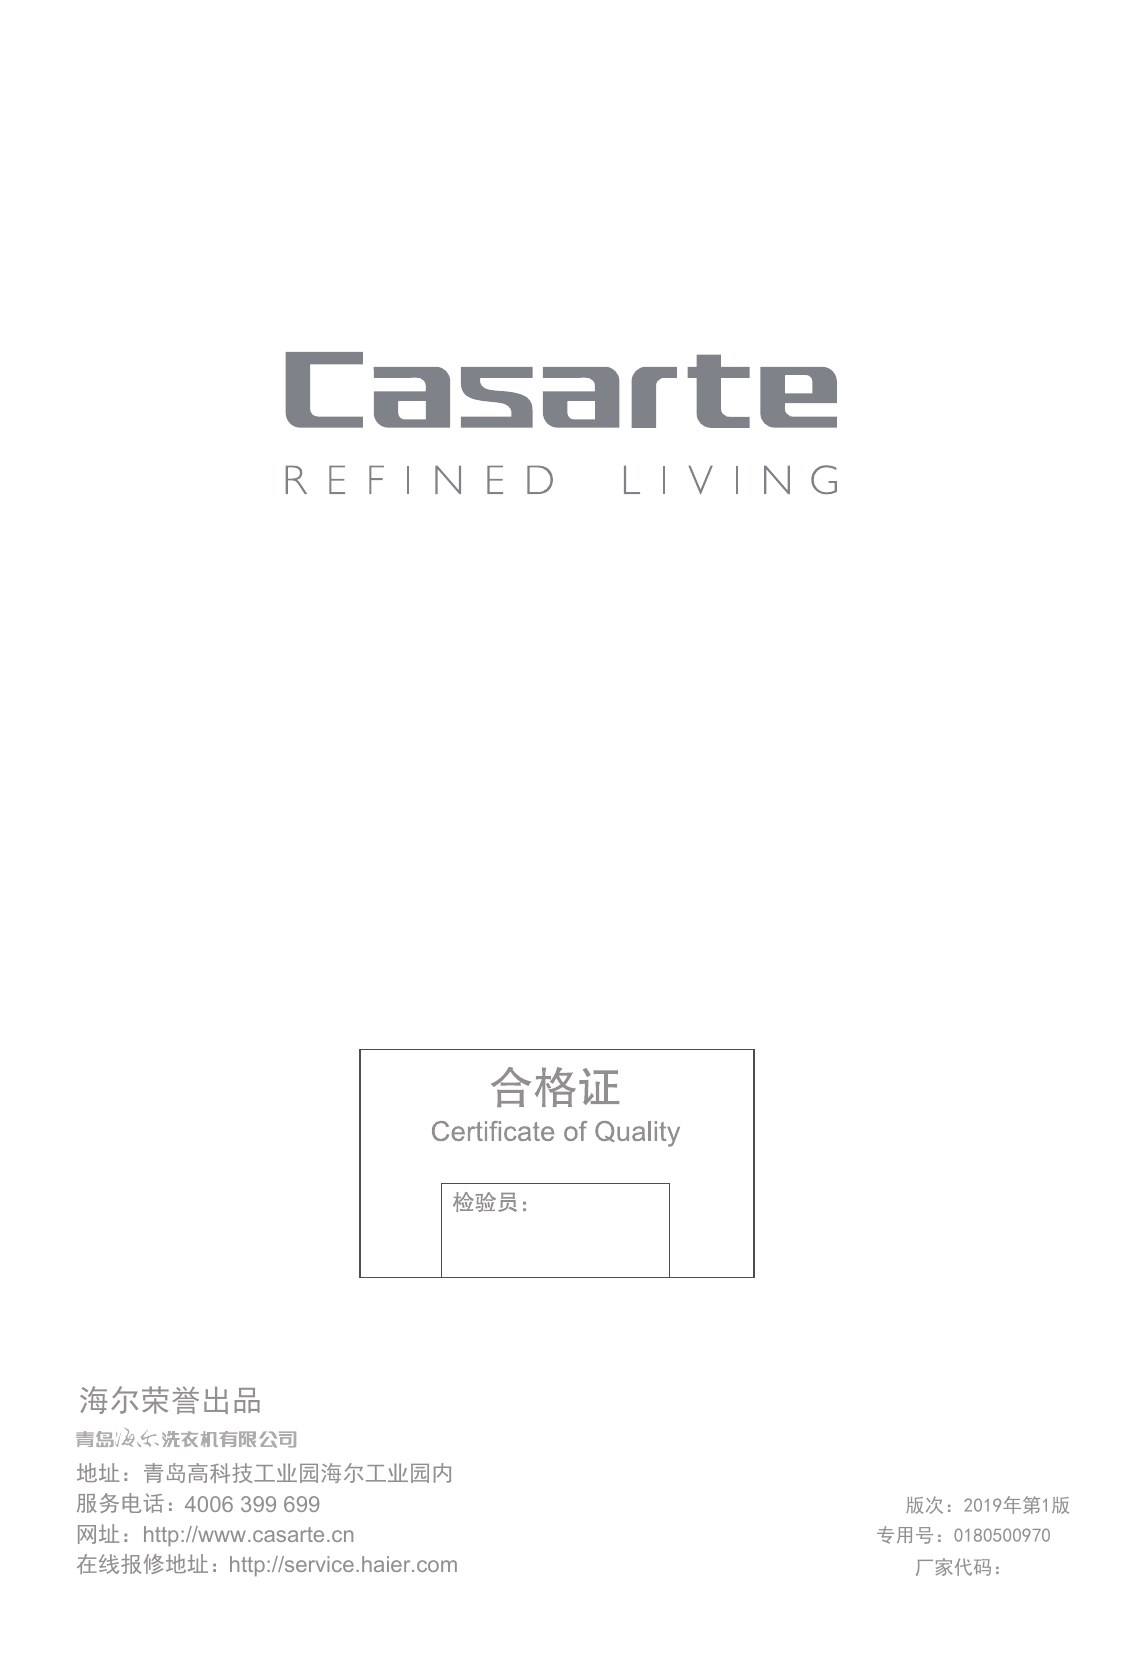 Casarte
REFINED LIVING
合格证
Certificate of Quality
检验员：
海尔荣誉出品
青岛海尔洗衣机有限公司
地址：青岛高科技工业园海尔工业园内
服务电话：4006 399 699
网址：http://www.casarte.cn
在线报修地址：http://service.haier.com
版次：2019年第1版
专用号：0180500970
厂家代码：